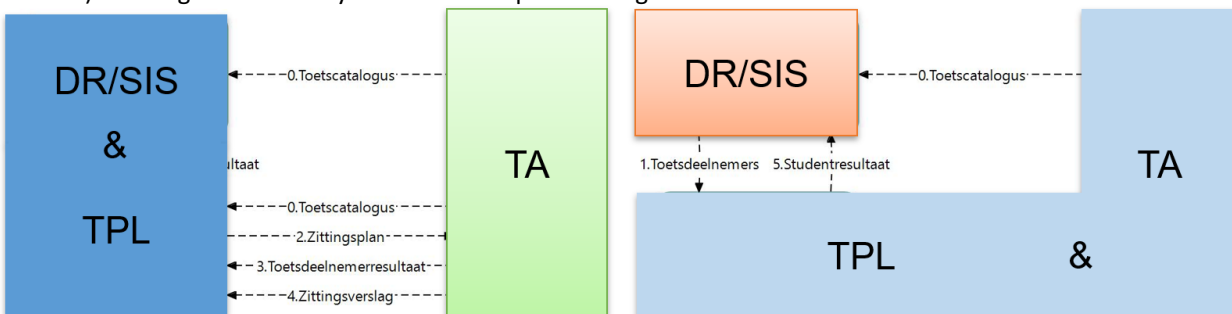 DR/SIS
&
TPL
0.Toetscatalogus
ultaat
0.Toetscatalogus
2.Zittingsplan
3.Toetsdeelnemerresultaat
4.Zittingsverslag
TA
DR/SIS
0.Toetscatalogus
1.Toetsdeelnemers
5.Studentresultaat
TA
TPL
&